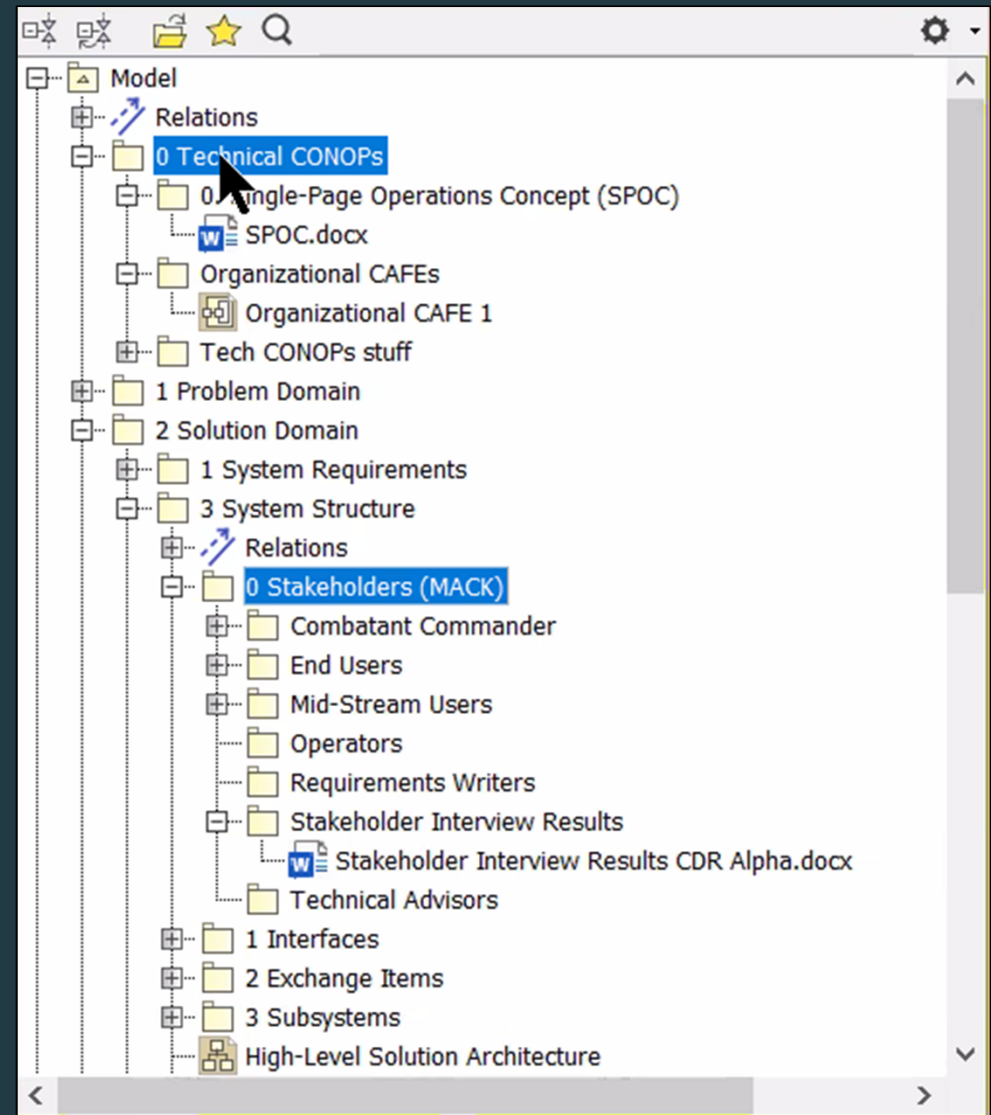 Model
Relations
0 Technical CONOPs
0. ngle-Page Operations Concept (SPOC)
W SPOC.docx
Organizational CAFEs
Organizational CAFE 1
Tech CONOPs stuff
1 Problem Domain
2 Solution Domain
1 System Requirements
3 System Structure
Relations
0 Stakeholders (MACK)
Combatant Commander
End Users
Mid-Stream Users
Operators
Requirements Writers
Stakeholder Interview Results
W Stakeholder Interview Results CDR Alpha.docx
Technical Advisors
1 Interfaces
2 Exchange Items
3 Subsystems
High-Level Solution Architecture